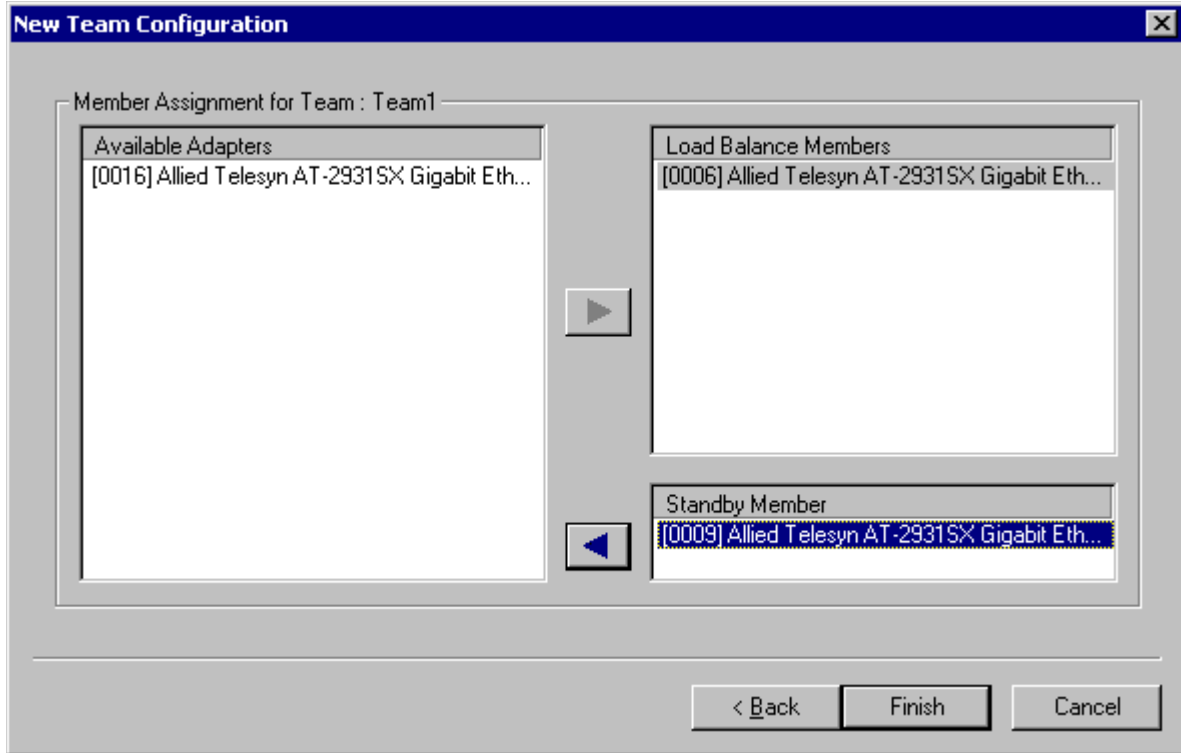 New Team Configuration
Member Assignment for Team : Team1
Available Adapters
[0016] Allied Telesyn AT-2931SX Gigabit Eth...
Load Balance Members
[0006] Allied Telesyn AT-2931SX Gigabit Eth...
Standby Member
[0009] Allied Telesyn AT-2931SX Gigabit Eth...
< Back
Finish
Cancel